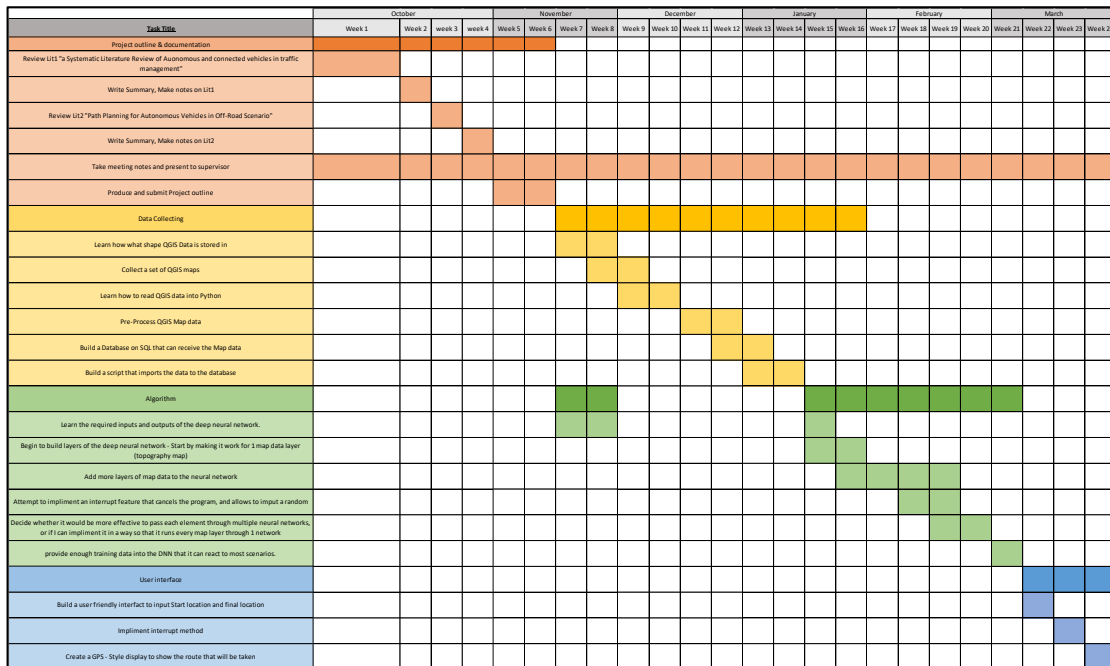 October November December January February March
Task Title Week 1 Week 2 week 3 week 4 Week 5 Week 6 Week 7 Week 8 Week 9 Week 10 Week 11 Week 12 Week 13 Week 14 Week 15 Week 16 Week 17 Week 18 Week 19 Week 20 Week 21 Week 22 Week 23 Week 2
Project outline & documentation
Review Lit1 "a Systematic Literature Review of Auonomous and connected vehicles in traffic
management"
Write Summary, Make notes on Lit1
Review Lit2 "Path Planning for Autonomous Vehicles in Off-Road Scenario"
Write Summary, Make notes on Lit2
Take meeting notes and present to supervisor
Produce and submit Project outline
Data Collecting
Learn how what shape QGIS Data is stored in
Collect a set of QGIS maps
Learn how to read QGIS data into Python
Pre-Process QGIS Map data
Build a Database on SQL that can receive the Map data
Build a script that imports the data to the database
Algorithm
Learn the required inputs and outputs of the deep neural network.
Begin to build layers of the deep neural network - Start by making it work for 1 map data layer
(topography map)
Add more layers of map data to the neural network
Attempt to impliment an interrupt feature that cancels the program, and allows to imput a random
Decide whether it would be more effective to pass each element through multiple neural networks,
or if I can impliment it in a way so that it runs every map layer through 1 network
provide enough training data into the DNN that it can react to most scenarios.
User interface
Build a user friendly interfact to input Start location and final location
Impliment interrupt method
Create a GPS - Style display to show the route that will be taken